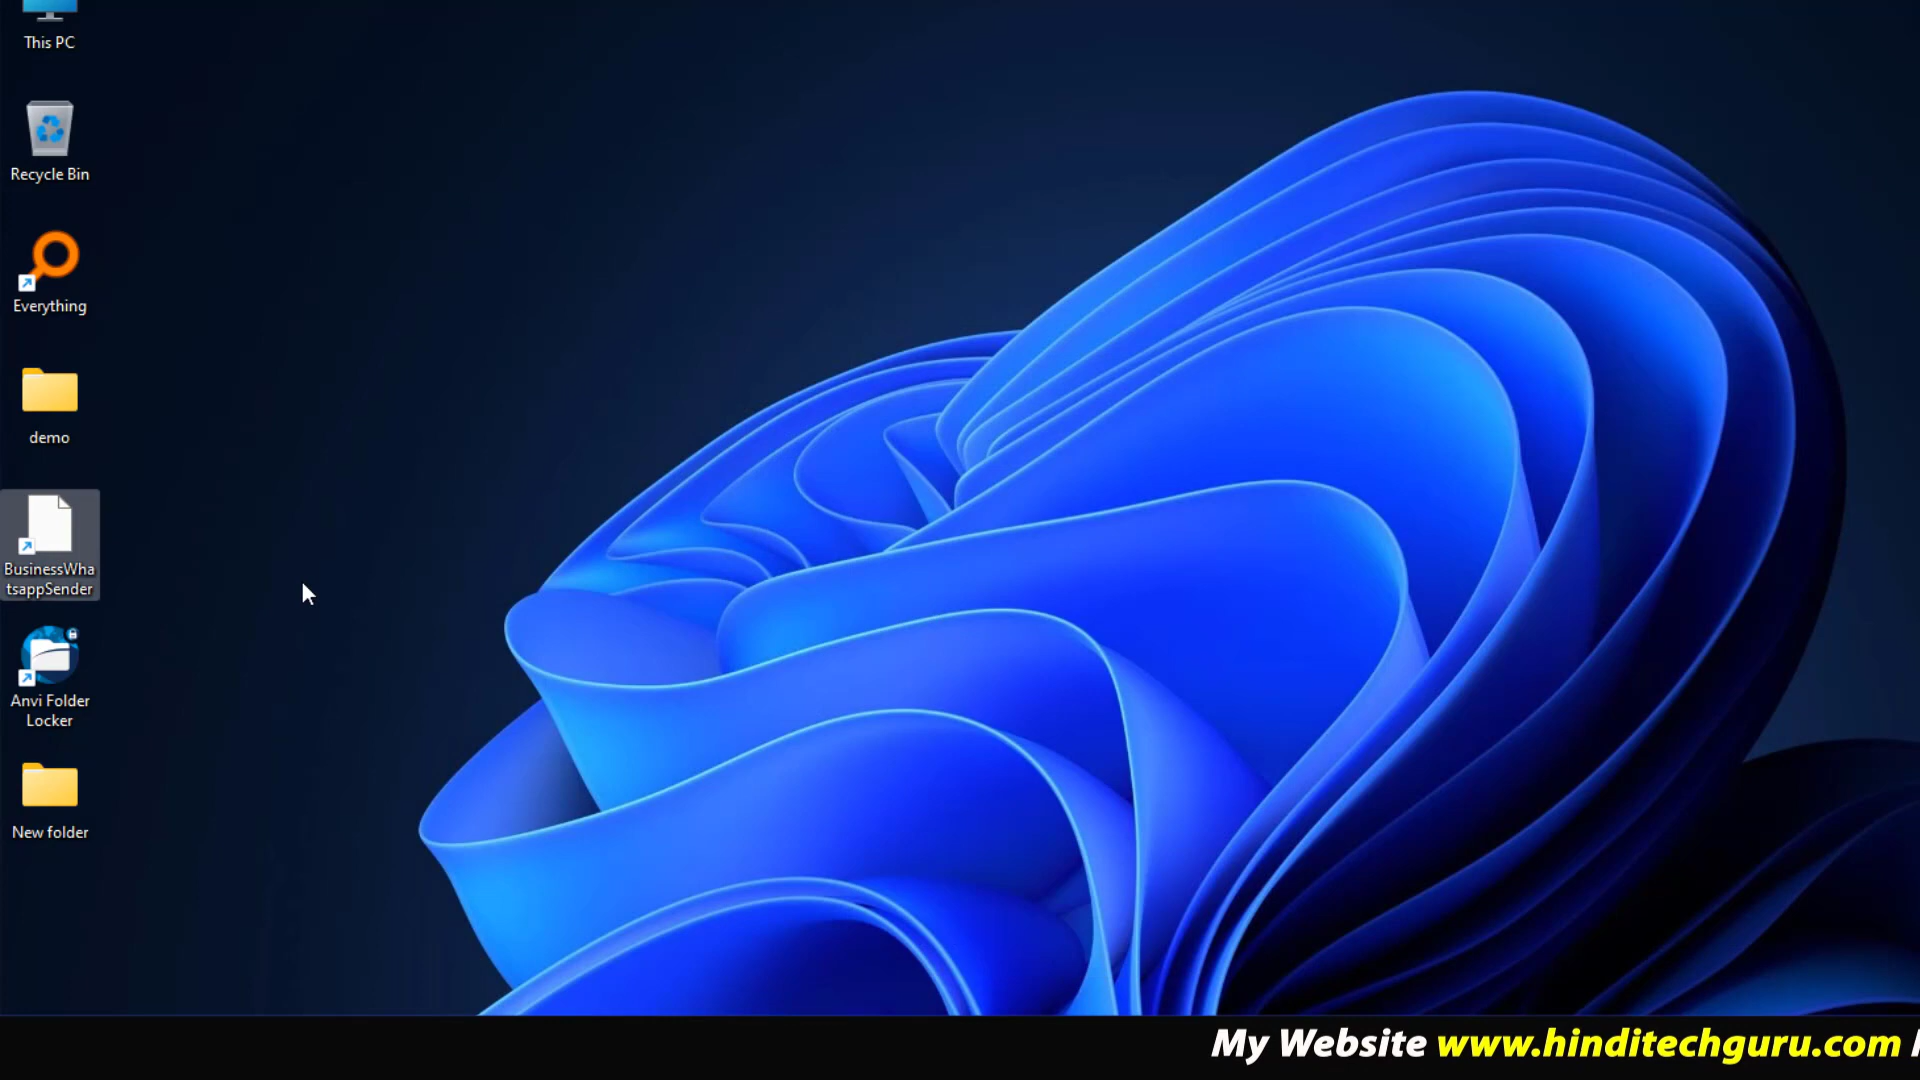 This PC
Recycle Bin
Everything
demo
BusinessWha
tsappSender
Anvi Folder
Locker
New folder
My Website www.hinditechguru.com